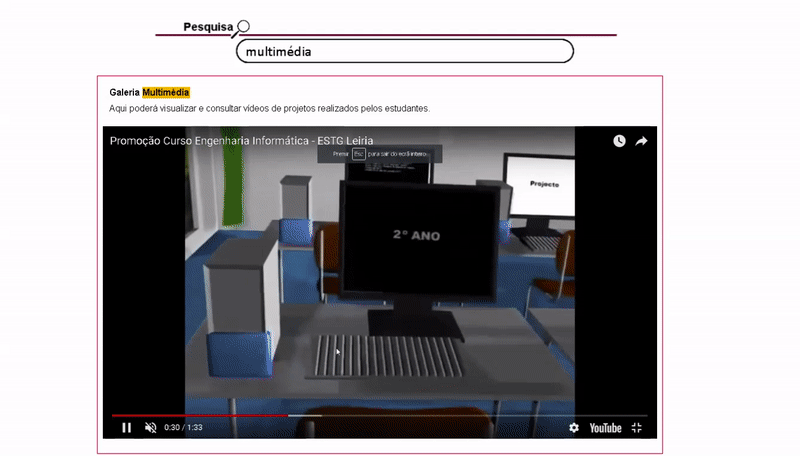 Pesquisa
multimédia
Galeria Multimédia
Aqui poderá visualizar e consultar vídeos de projetos realizados pelos estudantes.
Promoção Curso Engenharia Informática - ESTG Leiria
Prima Esc para sair do ecrã inteiro
Projecto
2º ANO
0:30 / 1:33
YouTube